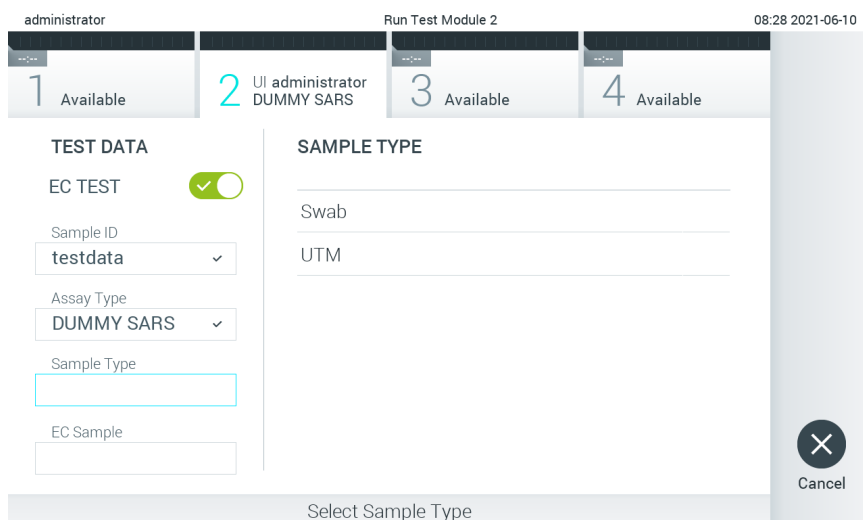 administrator
Run Test Module 2
08:28 2021-06-10
--:--
1 Available
2 UI administrator
DUMMY SARS
--:--
3 Available
--:--
4 Available
TEST DATA
EC TEST
Sample ID
testdata
Assay Type
DUMMY SARS
Sample Type
EC Sample
SAMPLE TYPE
Swab
UTM
Cancel
Select Sample Type